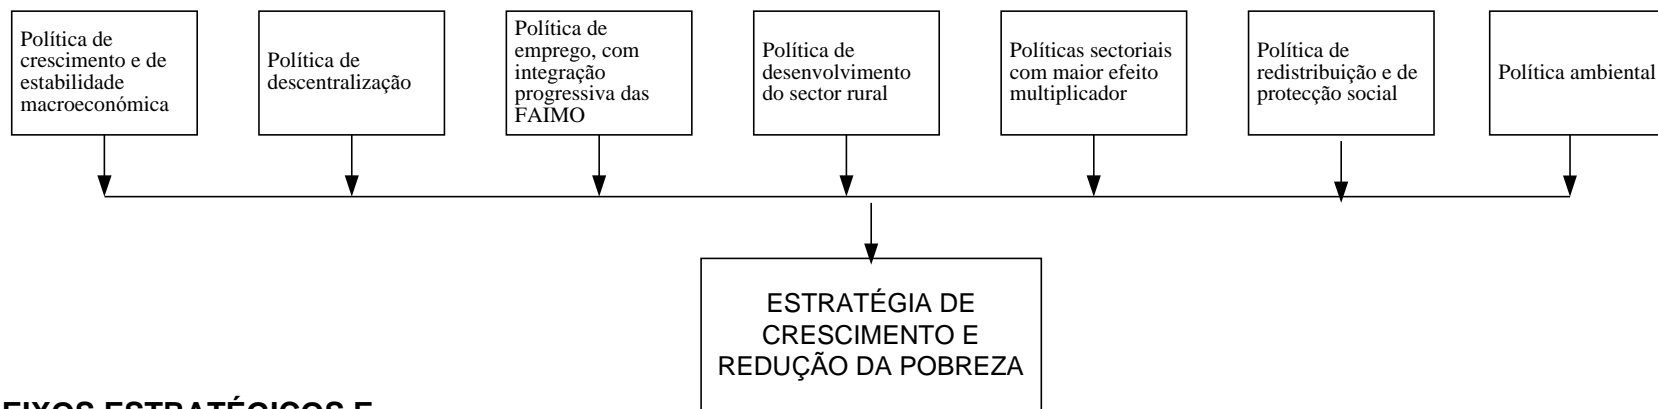 Política de
crescimento e de
estabilidade
macroeconómica
Política de
descentralização
Política de
emprego, com
integração
progressiva das
FAIMO
Política de
desenvolvimento
do sector rural
Políticas sectoriais
com maior efeito
multiplicador
Política de
redistribuição e de
protecção social
Política ambiental
ESTRATÉGIA DE
CRESCIMENTO E
REDUÇÃO DA POBREZA
EIXOS ESTRATÉGICOS E